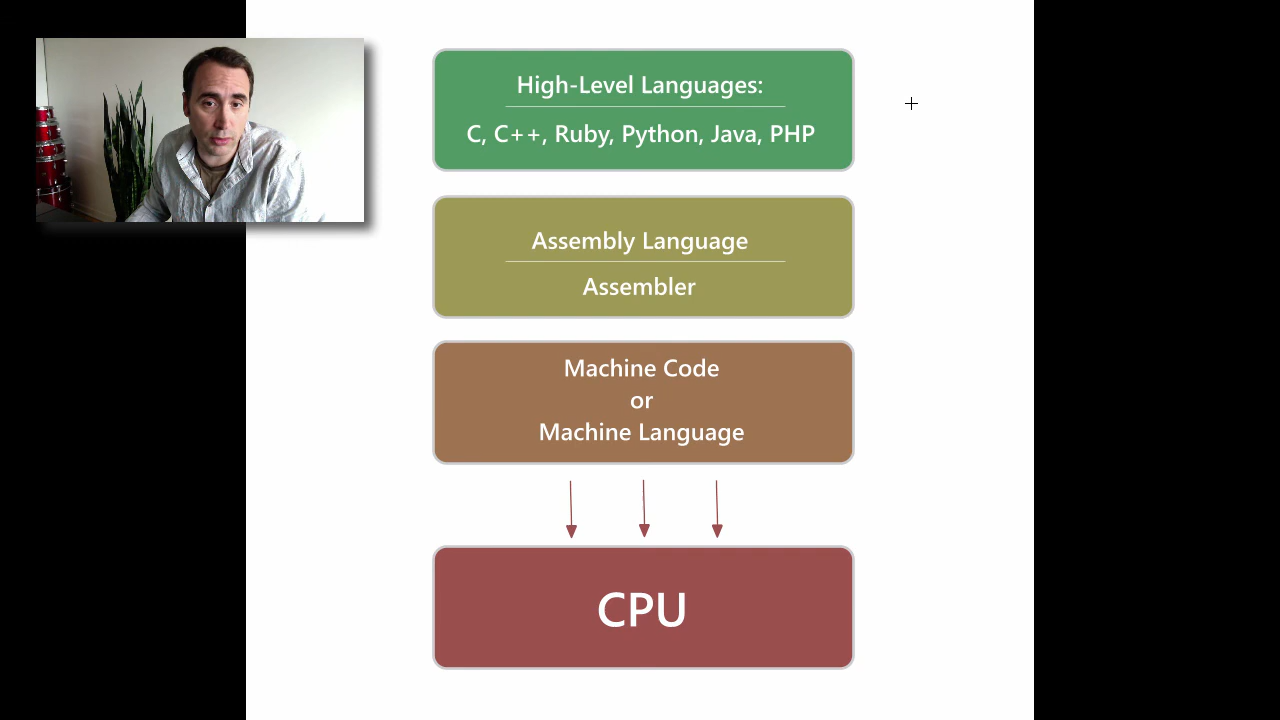 High-Level Languages:
C, C++, Ruby, Python, Java, PHP
Assembly Language
Assembler
Machine Code
or
Machine Language
CPU